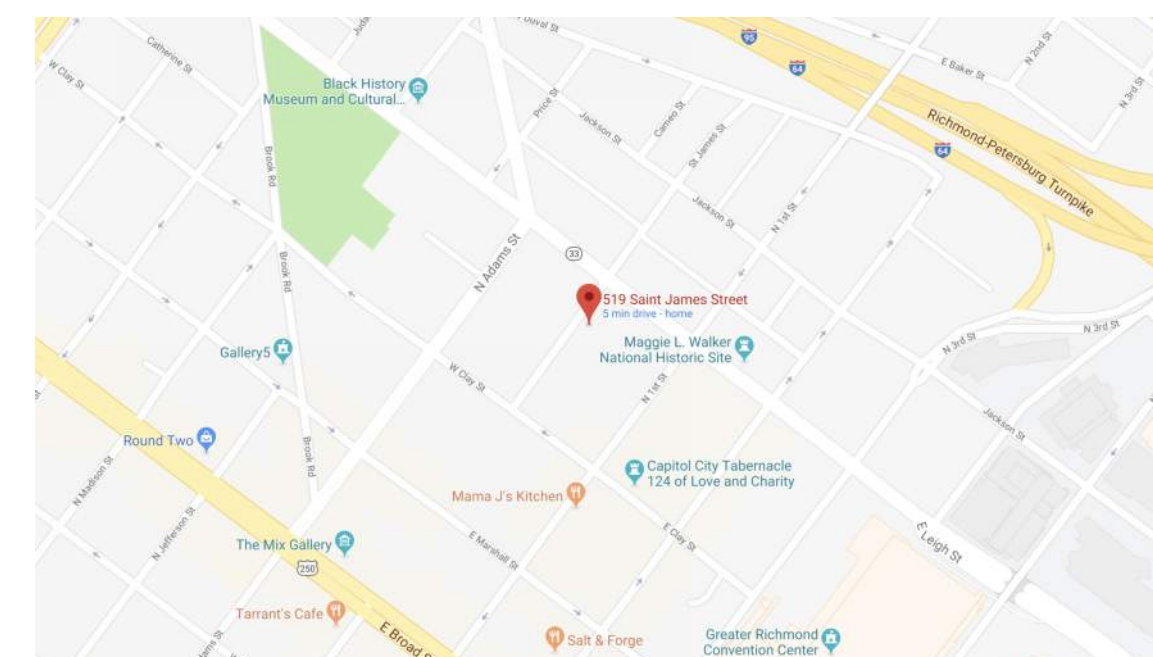 Catherine St
W Clay St
Duval St
95
64
E Baker St
N 2nd St
N 3rd St
Black History
Museum and Cultural...
Price St
Jackson St
Cameo St
St James St
Richmond-Petersburg Turnpike
64
Brook Rd
Jackson St
N 1st St
N Adams St
33
Brook Rd
519 Saint James Street
5 min drive - home
Maggie L. Walker
National Historic Site
N 3rd St
N 3rd St
Gallery5
W Clay St
N 1st St
Jackson St
Round Two
Brook Rd
N Madison St
Capitol City Tabernacle
124 of Love and Charity
Mama J's Kitchen
N Jefferson St
The Mix Gallery
250
E Marshall St
E Clay St
E Leigh St
Tarrant's Cafe
E Broad S
Salt & Forge
Greater Richmond
Convention Center